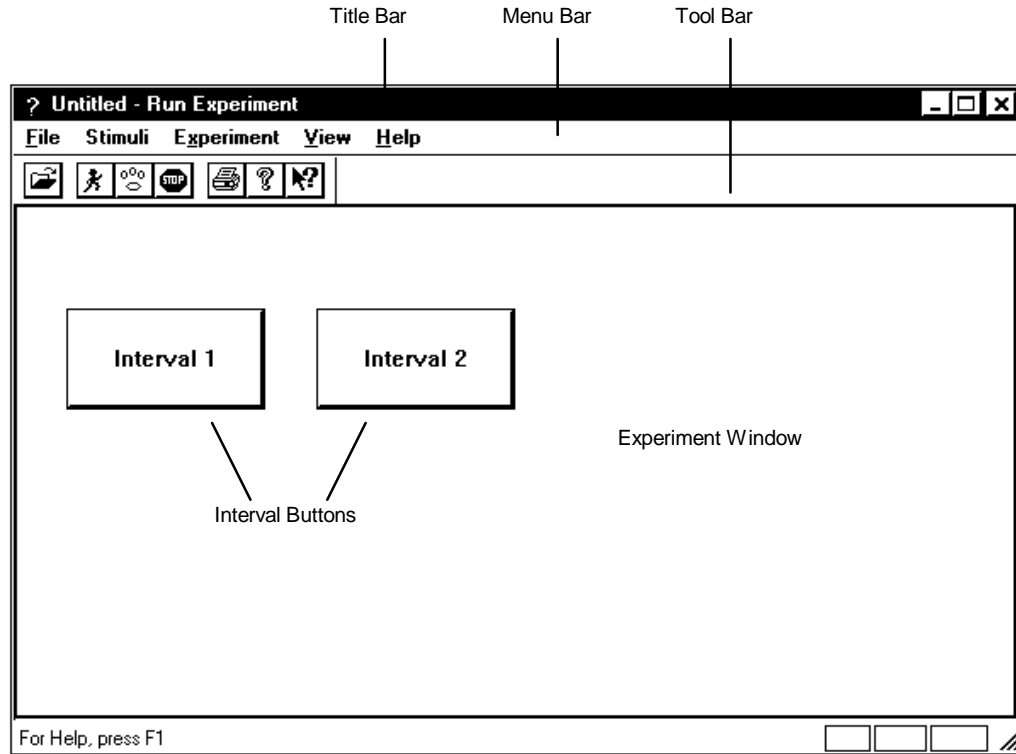 Title Bar Menu Bar Tool Bar
? Untitled - Run Experiment
File Stimuli Experiment View Help
STOP ? ?
Interval 1 Interval 2
Experiment Window
Interval Buttons
For Help, press F1